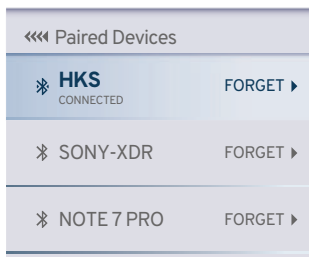 Paired Devices
HKS FORGET
CONNECTED
SONY-XDR FORGET
NOTE 7 PRO FORGET